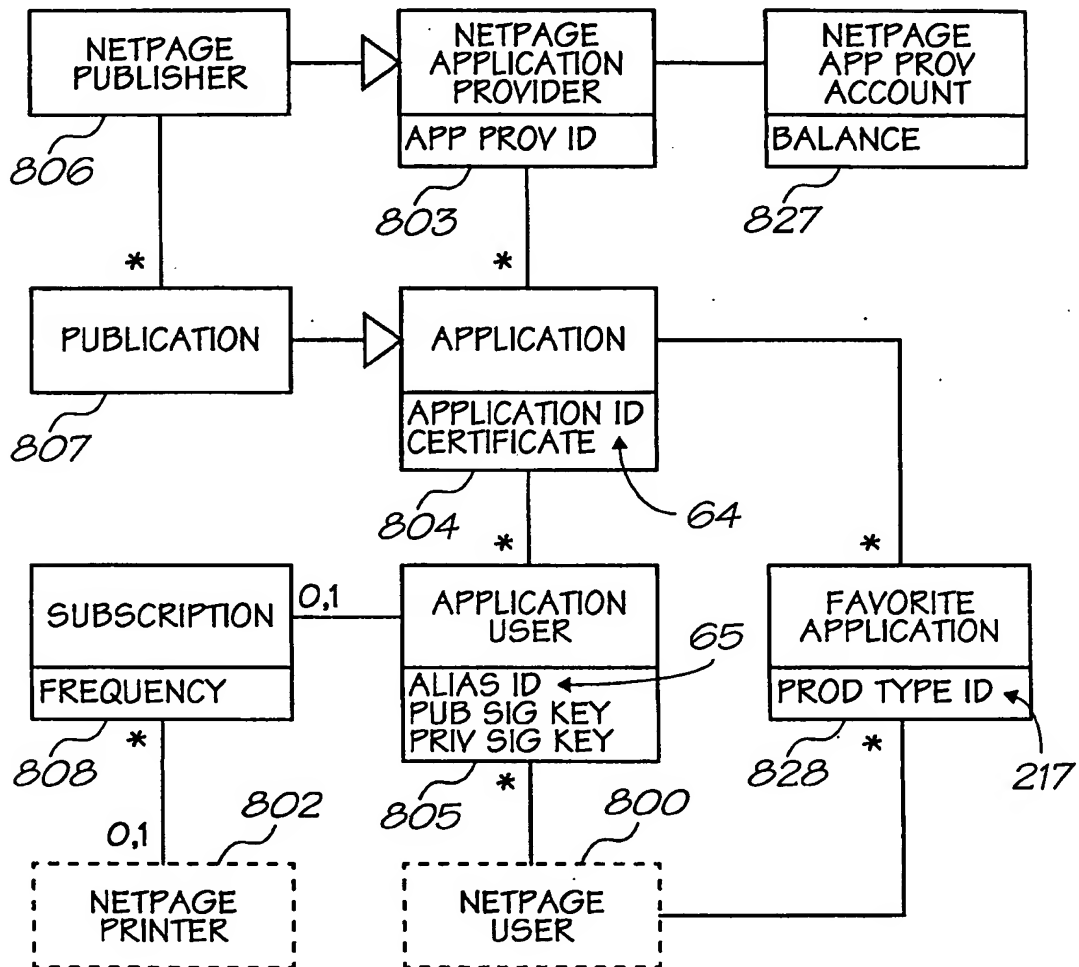 NETPAGE
PUBLISHER
806
NETPAGE
APPLICATION
PROVIDER
APP PROV ID
803
NETPAGE
APP PROV
ACCOUNT
BALANCE
827
*
*
PUBLICATION
807
APPLICATION
APPLICATION ID
CERTIFICATE
804
64
*
*
SUBSCRIPTION
FREQUENCY
808
0,1
APPLICATION
USER
ALIAS ID
PUB SIG KEY
PRIV SIG KEY
805
65
FAVORITE
APPLICATION
PROD TYPE ID
828
217
*
*
*
0,1
802
NETPAGE
PRINTER
800
NETPAGE
USER